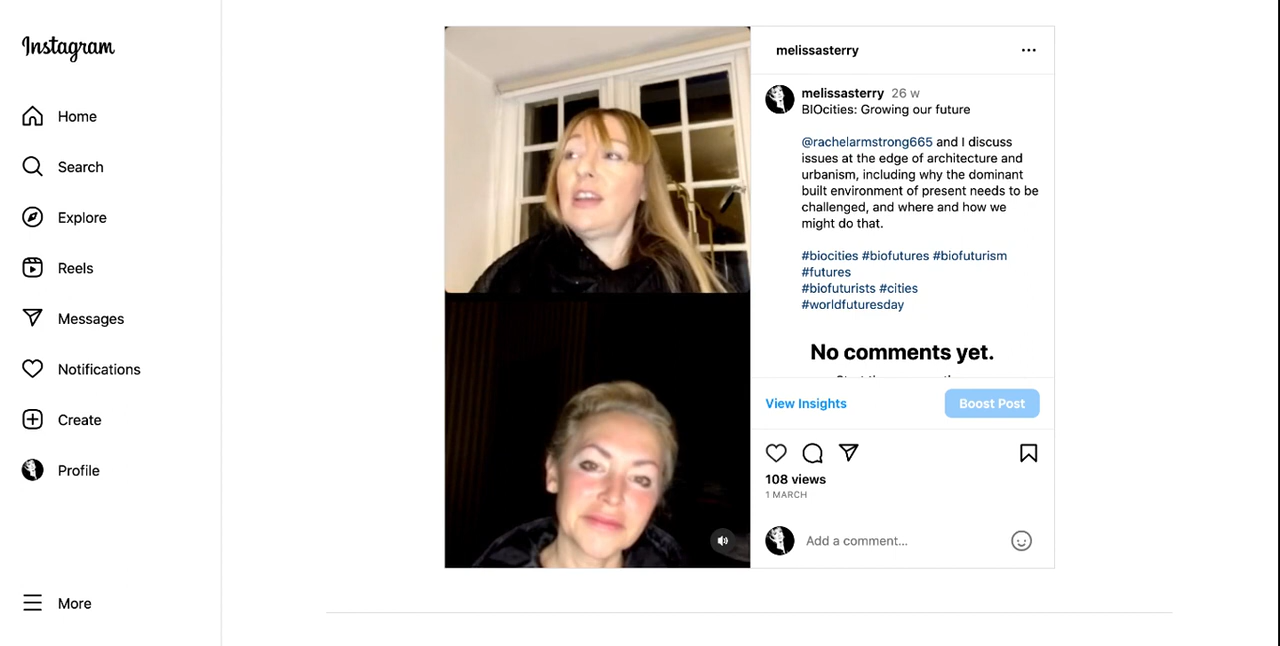 Instagram
Home
Search
Explore
Reels
Messages
Notifications
Create
Profile
More
melissasterry
melissasterry 26 w
BIOcities: Growing our future
@rachelarmstrong665 and I discuss
issues at the edge of architecture and
urbanism, including why the dominant
built environment of present needs to be
challenged, and where and how we
might do that.
#biocities #biofutures #biofuturism
#futures
#biofuturists #cities
#worldfuturesday
No comments yet.
View Insights
Boost Post
108 views
1 MARCH
Add a comment...